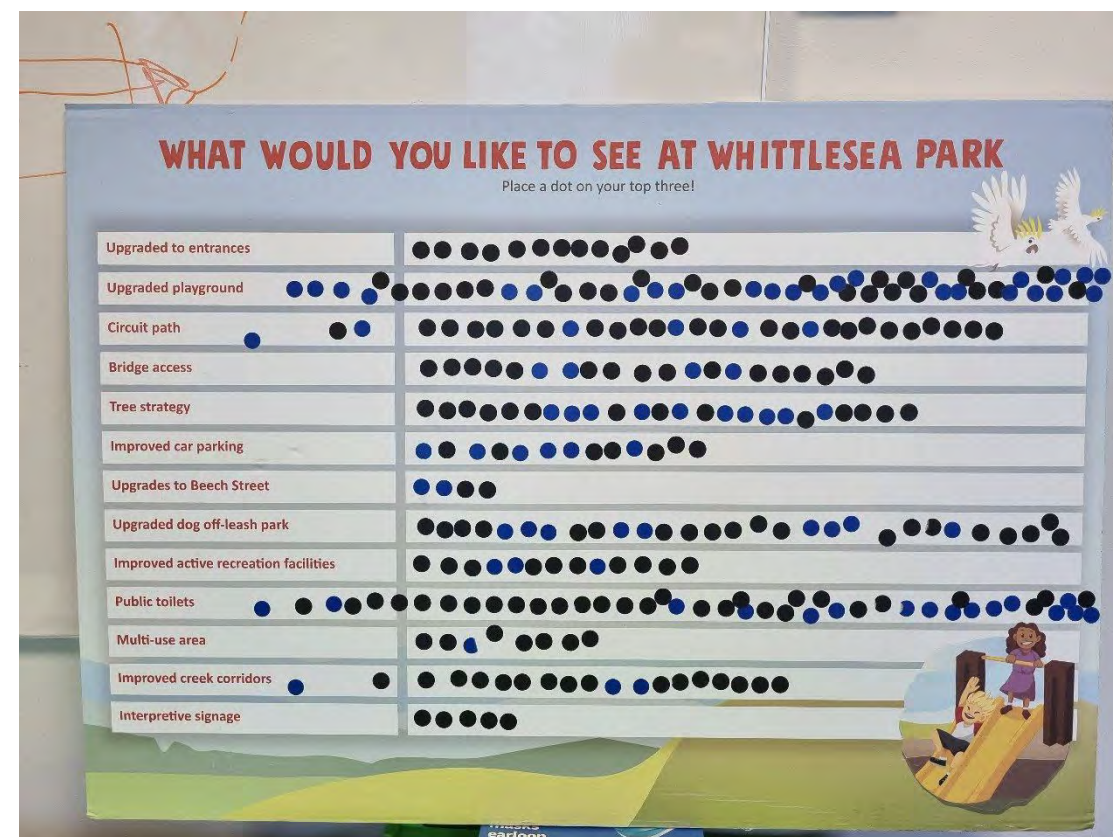 WHAT WOULD YOU LIKE TO SEE AT WHITTLESEA PARK
Place a dot on your top three!
Upgraded to entrances
Upgraded playground
Circuit path
Bridge access
Tree strategy
Improved car parking
Upgrades to Beech Street
Upgraded dog off-leash park
Improved active recreation facilities
Public toilets
Multi-use area
Improved creek corridors
Interpretive signage
masks
earloop